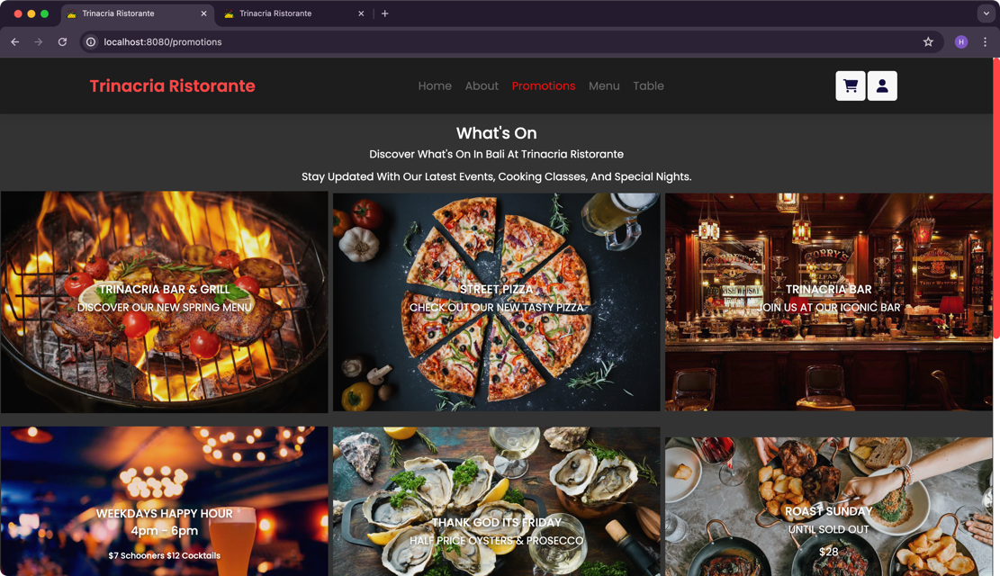 Trinacria Ristorante
Trinacria Ristorante
localhost:8080/promotions
H
Trinacria Ristorante
Home About Promotions Menu Table
What's On
Discover What's On In Bali At Trinacria Ristorante
Stay Updated With Our Latest Events, Cooking Classes, And Special Nights.
TRINACRIA BAR & GRILL
DISCOVER OUR NEW SPRING MENU
STREET PIZZA
CHECK OUT OUR NEW TASTY PIZZA
TRINACRIA BAR
JOIN US AT OUR ICONIC BAR
WEEKDAYS HAPPY HOUR
4pm - 6pm
$7 Schooners $12 Cocktails
THANK GOD ITS FRIDAY
HALF PRICE OYSTERS & PROSECCO
ROAST SUNDAY
UNTIL SOLD OUT
$28